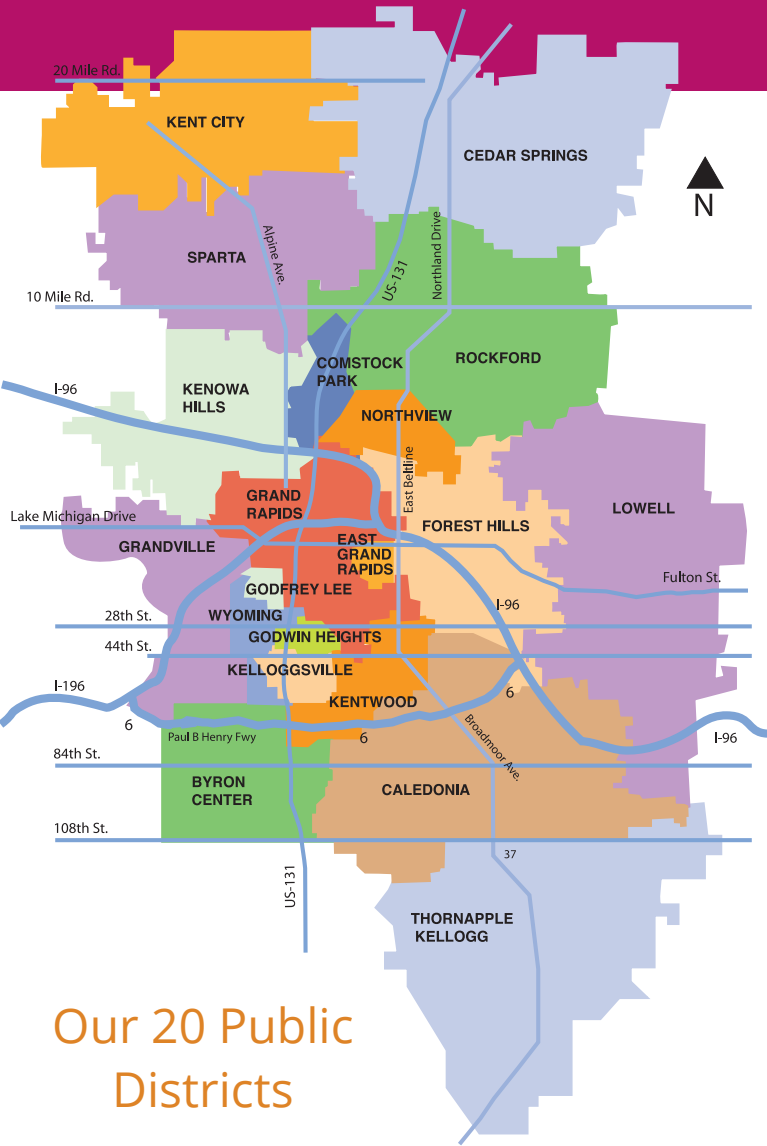 20 Mile Rd.
KENT CITY
CEDAR SPRINGS
N
SPARTA
Alpine Ave.
US-131
Northland Drive
10 Mile Rd.
COMSTOCK
PARK
ROCKFORD
I-96
KENOWA
HILLS
NORTHVIEW
East Beltline
GRAND
RAPIDS
LOWELL
Lake Michigan Drive
FOREST HILLS
GRANDVILLE
EAST
GRAND
RAPIDS
Fulton St.
GODFREY LEE
I-96
28th St.
WYOMING
GODWIN HEIGHTS
44th St.
KELLOGGSVILLE
I-196
6
KENTWOOD
6
Paul B Henry Fwy
6
Broadmoor Ave.
I-96
84th St.
BYRON
CENTER
CALEDONIA
108th St.
37
US-131
THORNAPPLE
KELLOGG
Our 20 Public
Districts